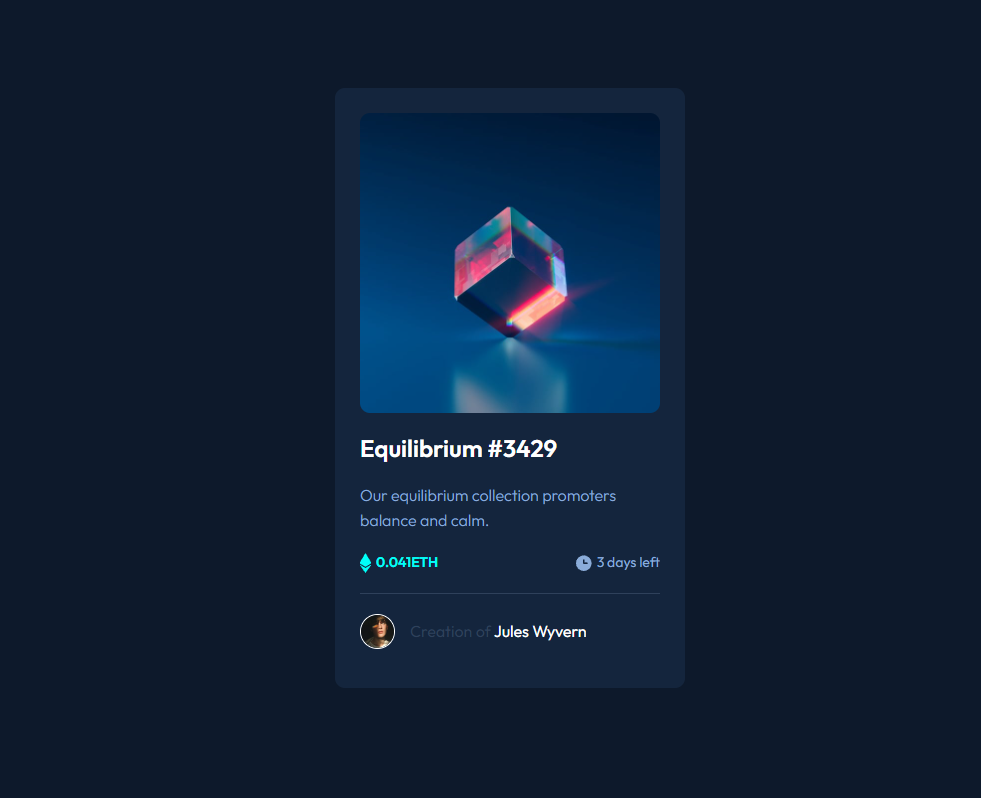 Equilibrium #3429
Our equilibrium collection promoters
balance and calm.
0.041ETH
3 days left
Creation of Jules Wyvern